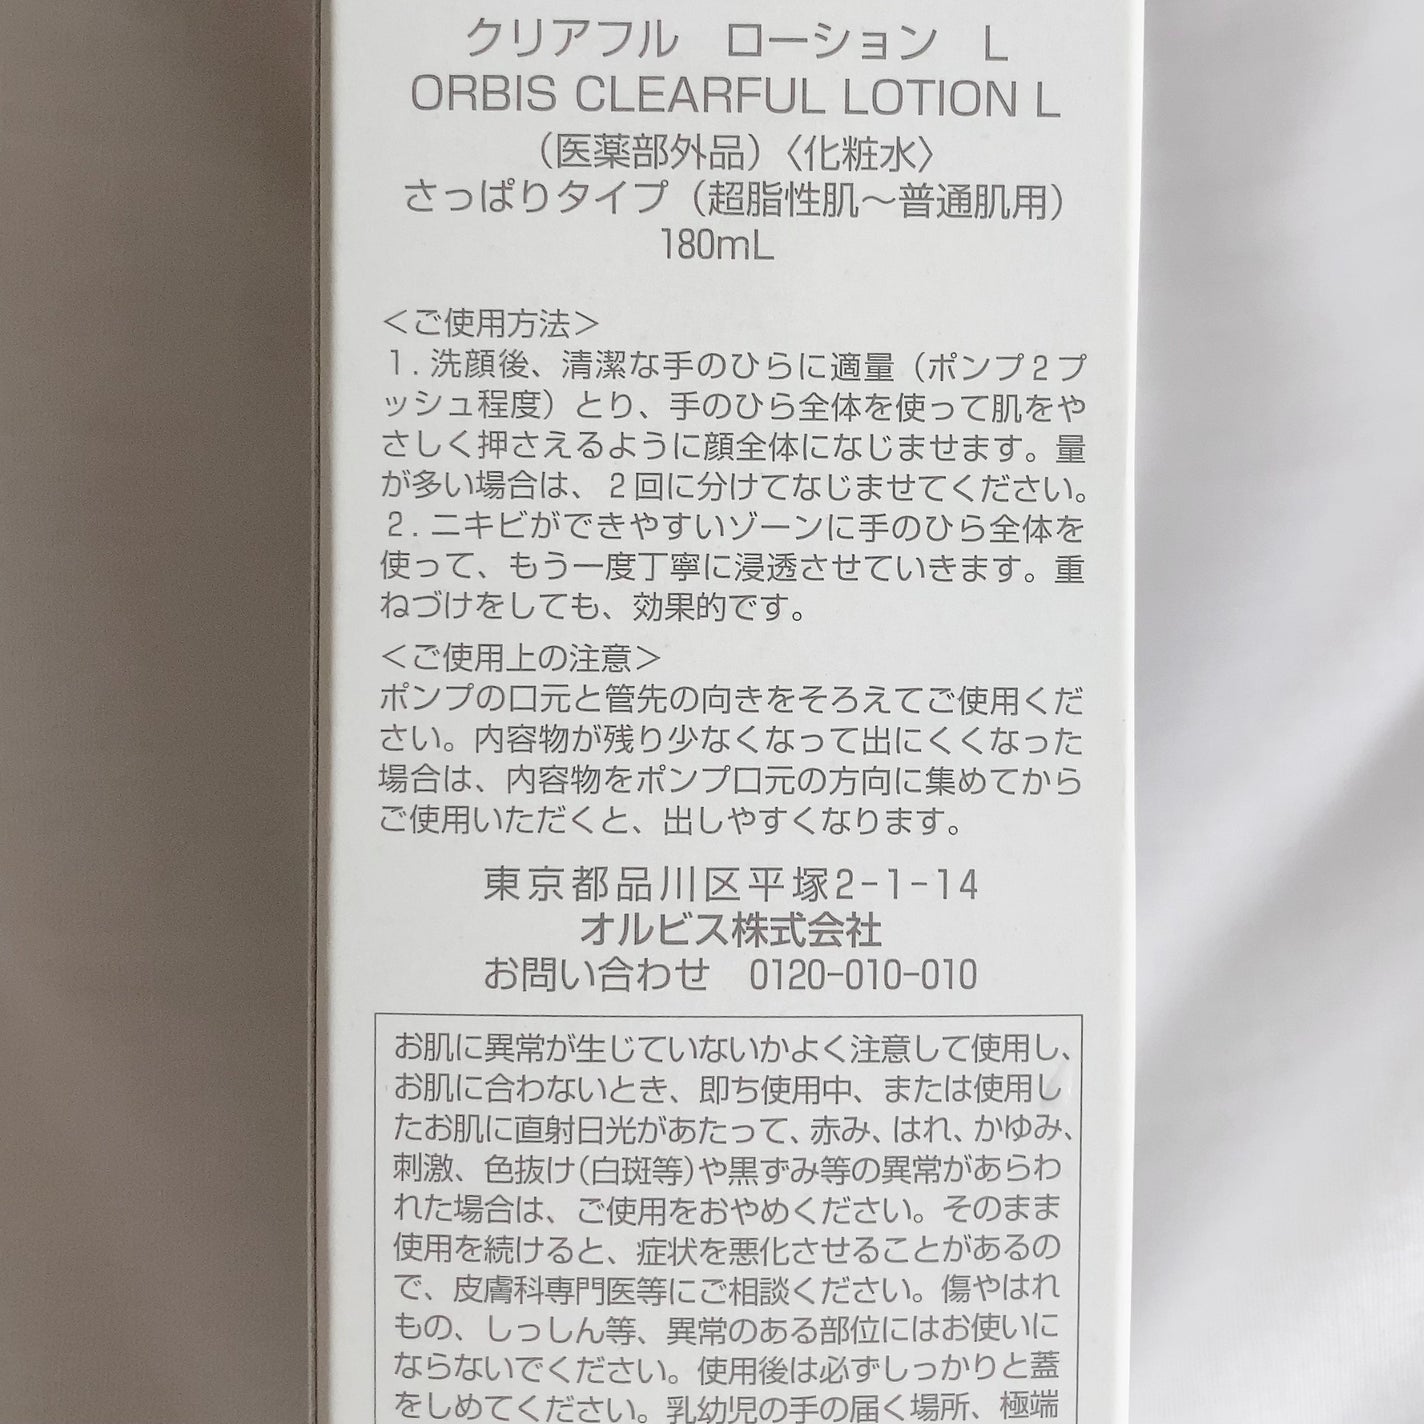 クリアフル ローション L
ORBIS CLEARFUL LOTION L
(医薬部外品)〈化粧水〉
さっぱりタイプ(超脂性肌〜普通肌用)
180mL
＜ご使用方法＞
1.洗顔後、清潔な手のひらに適量(ポンプ2プ
ッシュ程度)とり、手のひら全体を使って肌をや
さしく押さえるように顔全体になじませます。量
が多い場合は、2回に分けてなじませてください。
2.ニキビができやすいゾーンに手のひら全体を
使って、もう一度丁寧に浸透させていきます。重
ねづけをしても、効果的です。
＜ご使用上の注意＞
ポンプの口元と管先の向きをそろえてご使用くだ
さい。内容物が残り少なくなって出にくくなった
場合は、内容物をポンプ口元の方向に集めてから
ご使用いただくと、出しやすくなります。
東京都品川区平塚2-1-14
オルビス株式会社
お問い合わせ 0120-010-010
お肌に異常が生じていないかよく注意して使用し、
お肌に合わないとき、即ち使用中、または使用し
たお肌に直射日光があたって、赤み、はれ、かゆみ、
刺激、色抜け(白斑等)や黒ずみ等の異常があらわ
れた場合は、ご使用をおやめください。そのまま
使用を続けると、症状を悪化させることがあるの
で、皮膚科専門医等にご相談ください。傷やはれ
もの、しっしん等、異常のある部位にはお使いに
ならないでください。使用後は必ずしっかりと蓋
をしめてください。乳幼児の手の届く場所、極端